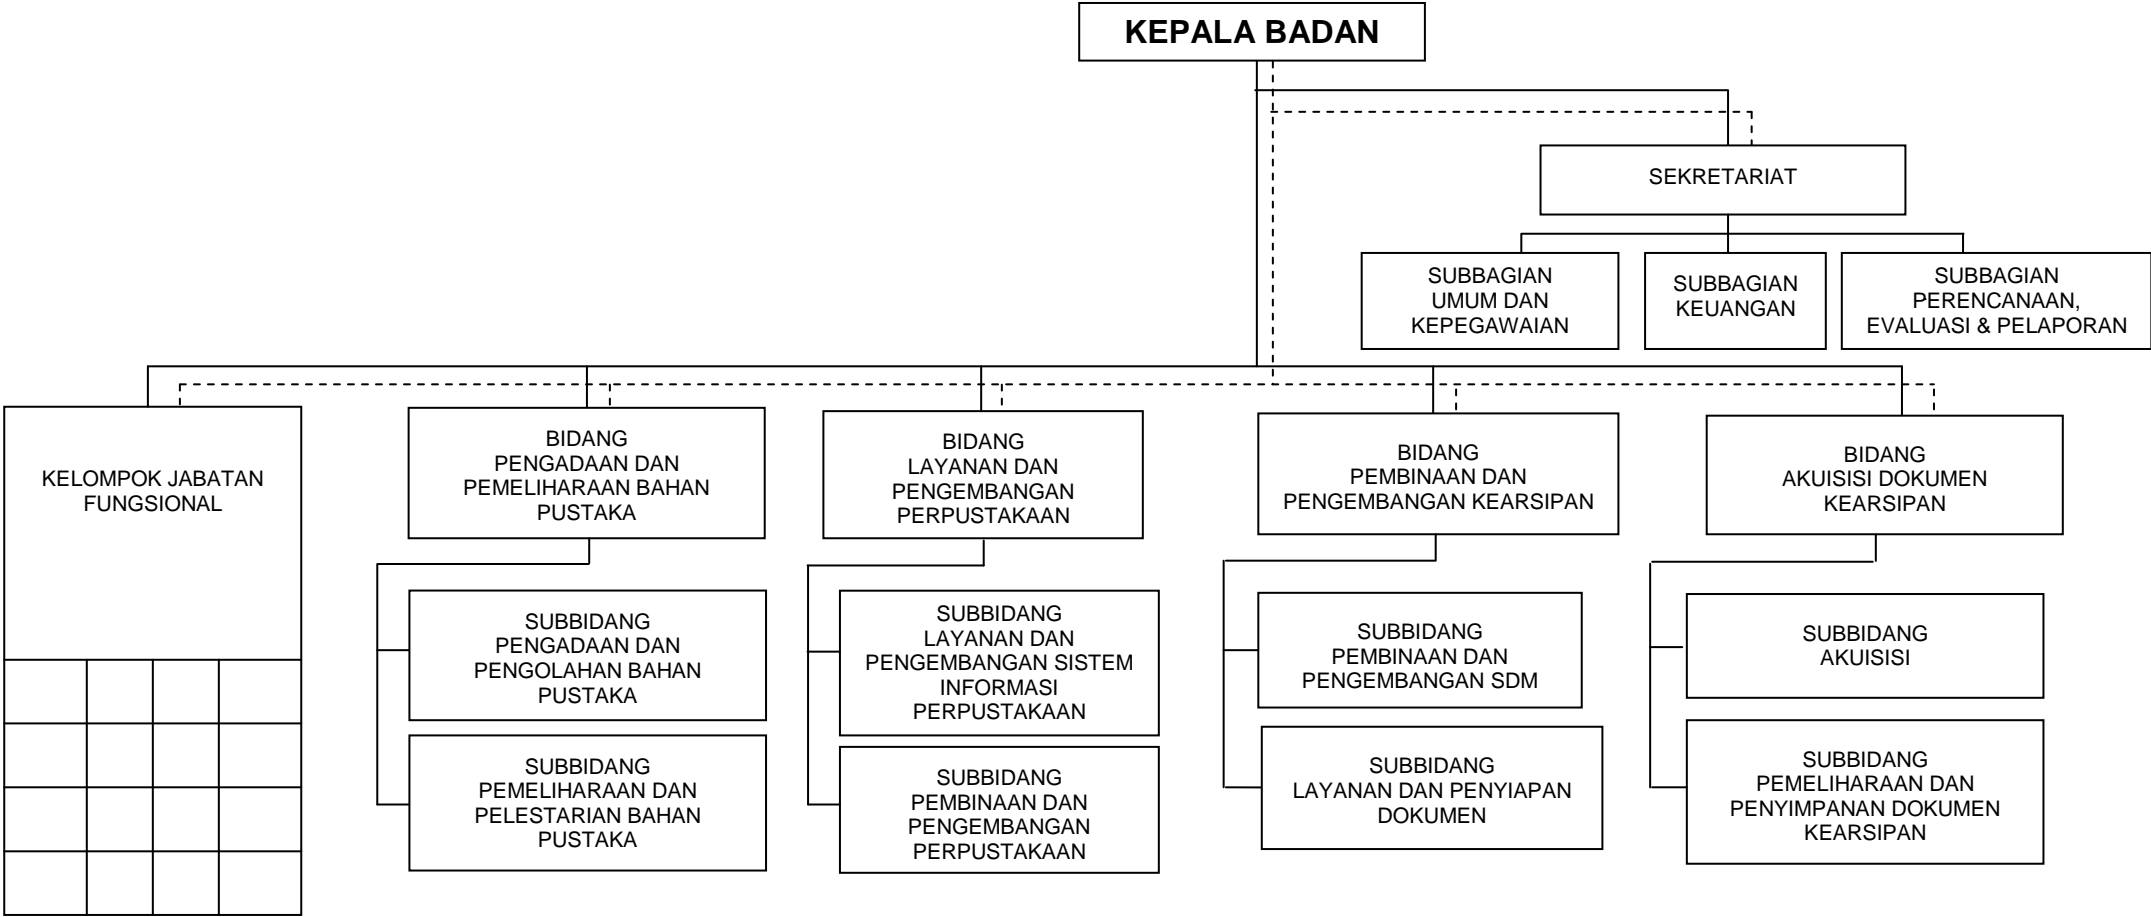 KEPALA BADAN
SEKRETARIAT
SUBBAGIAN
UMUM DAN
KEPEGAWAIAN
SUBBAGIAN
KEUANGAN
SUBBAGIAN
PERENCANAAN,
EVALUASI & PELAPORAN
KELOMPOK JABATAN
FUNGSIONAL
BIDANG
PENGADAAN DAN
PEMELIHARAAN BAHAN
PUSTAKA
BIDANG
LAYANAN DAN
PENGEMBANGAN
PERPUSTAKAAN
BIDANG
PEMBINAAN DAN
PENGEMBANGAN KEARSIPAN
BIDANG
AKUISISI DOKUMEN
KEARSIPAN
SUBBIDANG
PENGADAAN DAN
PENGOLAHAN BAHAN
PUSTAKA
SUBBIDANG
LAYANAN DAN
PENGEMBANGAN SISTEM
INFORMASI
PERPUSTAKAAN
SUBBIDANG
PEMBINAAN DAN
PENGEMBANGAN SDM
SUBBIDANG
AKUISISI
SUBBIDANG
PEMELIHARAAN DAN
PELESTARIAN BAHAN
PUSTAKA
SUBBIDANG
PEMBINAAN DAN
PENGEMBANGAN
PERPUSTAKAAN
SUBBIDANG
LAYANAN DAN PENYIAPAN
DOKUMEN
SUBBIDANG
PEMELIHARAAN DAN
PENYIMPANAN DOKUMEN
KEARSIPAN